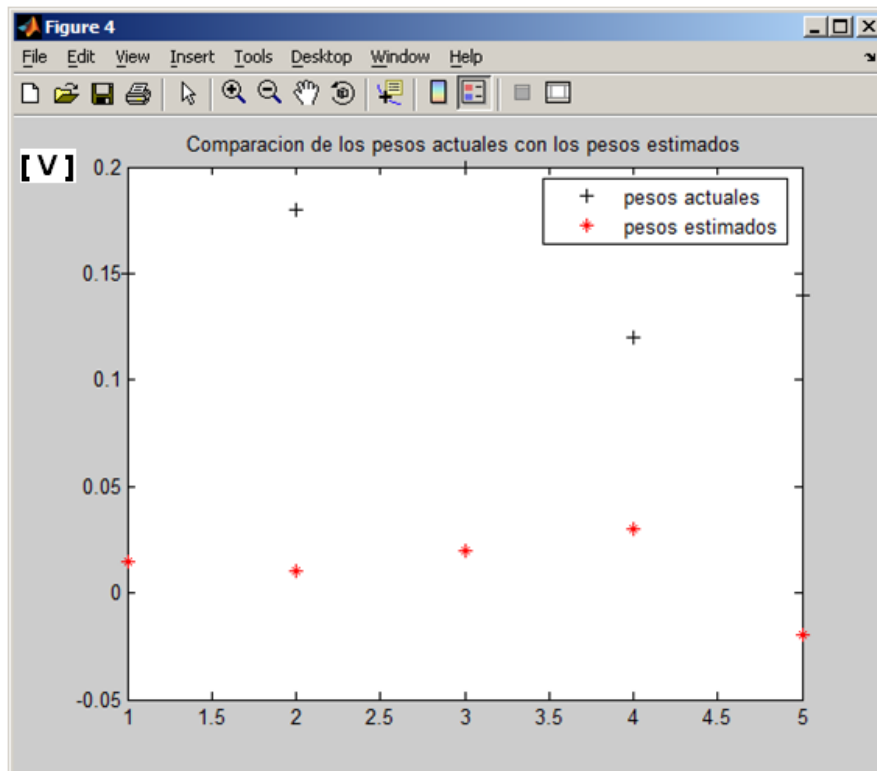 Figure 4
File Edit View Insert Tools Desktop Window Help
Comparacion de los pesos actuales con los pesos estimados
[ V ]
0.2
pesos actuales
pesos estimados
0.15
0.1
0.05
0
-0.05
1 1.5 2 2.5 3 3.5 4 4.5 5